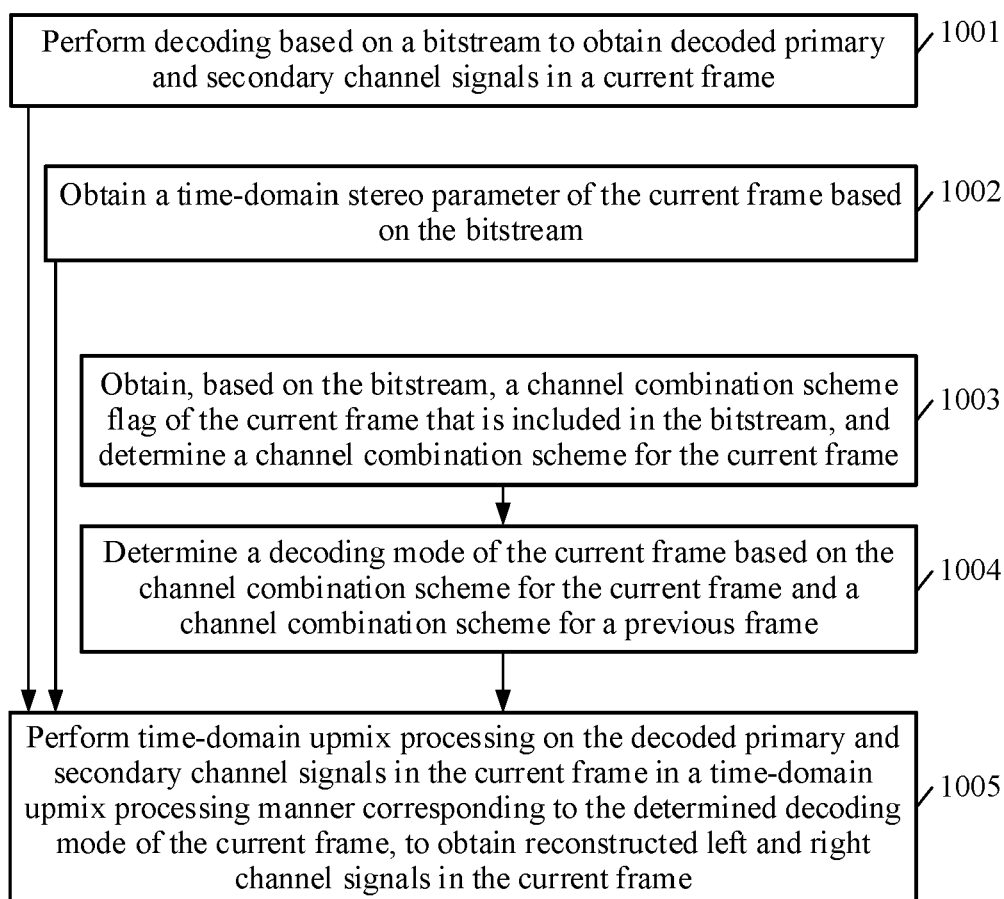 Perform decoding based on a bitstream to obtain decoded primary
and secondary channel signals in a current frame
1001
Obtain a time-domain stereo parameter of the current frame based
on the bitstream
1002
Obtain, based on the bitstream, a channel combination scheme
flag of the current frame that is included in the bitstream, and
determine a channel combination scheme for the current frame
1003
Determine a decoding mode of the current frame based on the
channel combination scheme for the current frame and a
channel combination scheme for a previous frame
1004
Perform time-domain upmix processing on the decoded primary and
secondary channel signals in the current frame in a time-domain
upmix processing manner corresponding to the determined decoding
mode of the current frame, to obtain reconstructed left and right
channel signals in the current frame
1005